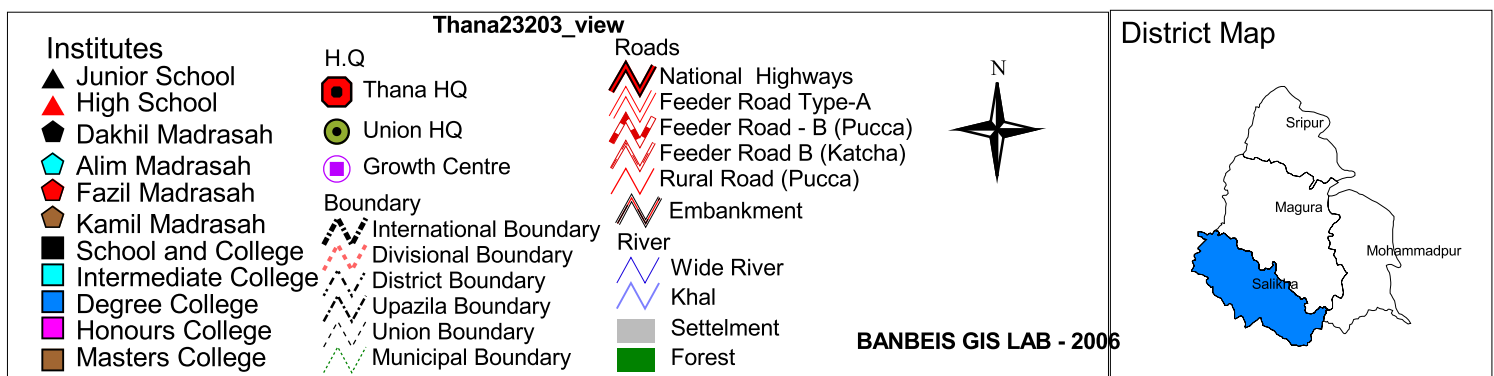 Thana23203_view
Institutes
Junior School
High School
Dakhil Madrasah
Alim Madrasah
Fazil Madrasah
Kamil Madrasah
School and College
Intermediate College
Degree College
Honours College
Masters College
H.Q
Thana HQ
Union HQ
Growth Centre
Boundary
International Boundary
Divisional Boundary
District Boundary
Upazila Boundary
Union Boundary
Municipal Boundary
Roads
National Highways
Feeder Road Type-A
Feeder Road - B (Pucca)
Feeder Road B (Katcha)
Rural Road (Pucca)
Embankment
River
Wide River
Khal
Settelment
Forest
N
BANBEIS GIS LAB - 2006
District Map
Sripur
Magura
Mohammadpur
Salikha